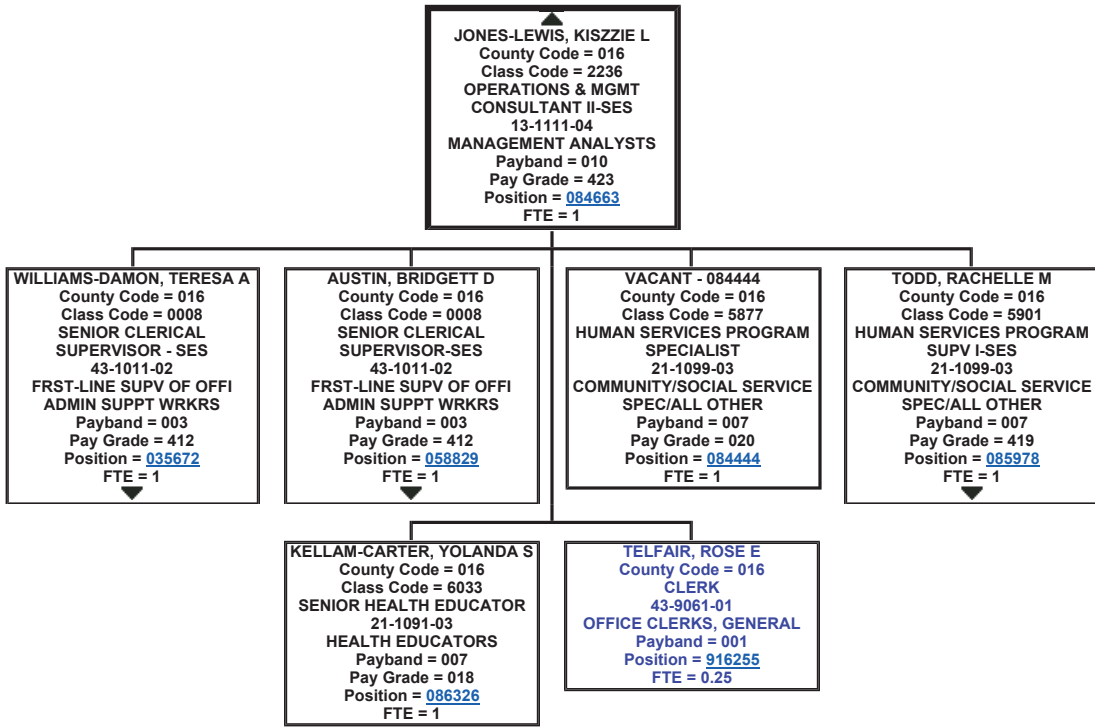 JONES-LEWIS, KISZZIE L
County Code = 016
Class Code = 2236
OPERATIONS & MGMT
CONSULTANT II-SES
13-1111-04
MANAGEMENT ANALYSTS
Payband = 010
Pay Grade = 423
Position = 084663
FTE = 1
WILLIAMS-DAMON, TERESA A
County Code = 016
Class Code = 0008
SENIOR CLERICAL
SUPERVISOR - SES
43-1011-02
FRST-LINE SUPV OF OFFI
ADMIN SUPPT WRKRS
Payband = 003
Pay Grade = 412
Position = 035672
FTE = 1
AUSTIN, BRIDGETT D
County Code = 016
Class Code = 0008
SENIOR CLERICAL
SUPERVISOR-SES
43-1011-02
FRST-LINE SUPV OF OFFI
ADMIN SUPPT WRKRS
Payband = 003
Pay Grade = 412
Position = 058829
FTE = 1
VACANT - 084444
County Code = 016
Class Code = 5877
HUMAN SERVICES PROGRAM
SPECIALIST
21-1099-03
COMMUNITY/SOCIAL SERVICE
SPEC/ALL OTHER
Payband = 007
Pay Grade = 020
Position = 084444
FTE = 1
TODD, RACHELLE M
County Code = 016
Class Code = 5901
HUMAN SERVICES PROGRAM
SUPV I-SES
21-1099-03
COMMUNITY/SOCIAL SERVICE
SPEC/ALL OTHER
Payband = 007
Pay Grade = 419
Position = 085978
FTE = 1
KELLAM-CARTER, YOLANDA S
County Code = 016
Class Code = 6033
SENIOR HEALTH EDUCATOR
21-1091-03
HEALTH EDUCATORS
Payband = 007
Pay Grade = 018
Position = 086326
FTE = 1
TELFAIR, ROSE E
County Code = 016
CLERK
43-9061-01
OFFICE CLERKS, GENERAL
Payband = 001
Position = 916255
FTE = 0.25